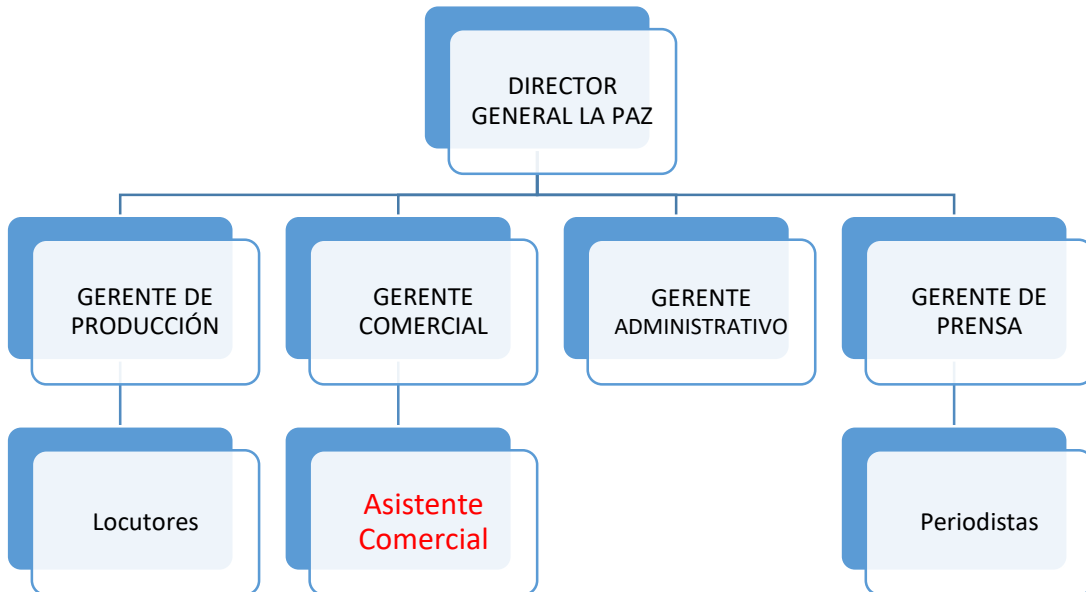 DIRECTOR
GENERAL LA PAZ
GERENTE DE
PRODUCCIÓN
GERENTE
COMERCIAL
GERENTE
ADMINISTRATIVO
GERENTE DE
PRENSA
Locutores
Asistente
Comercial
Periodistas